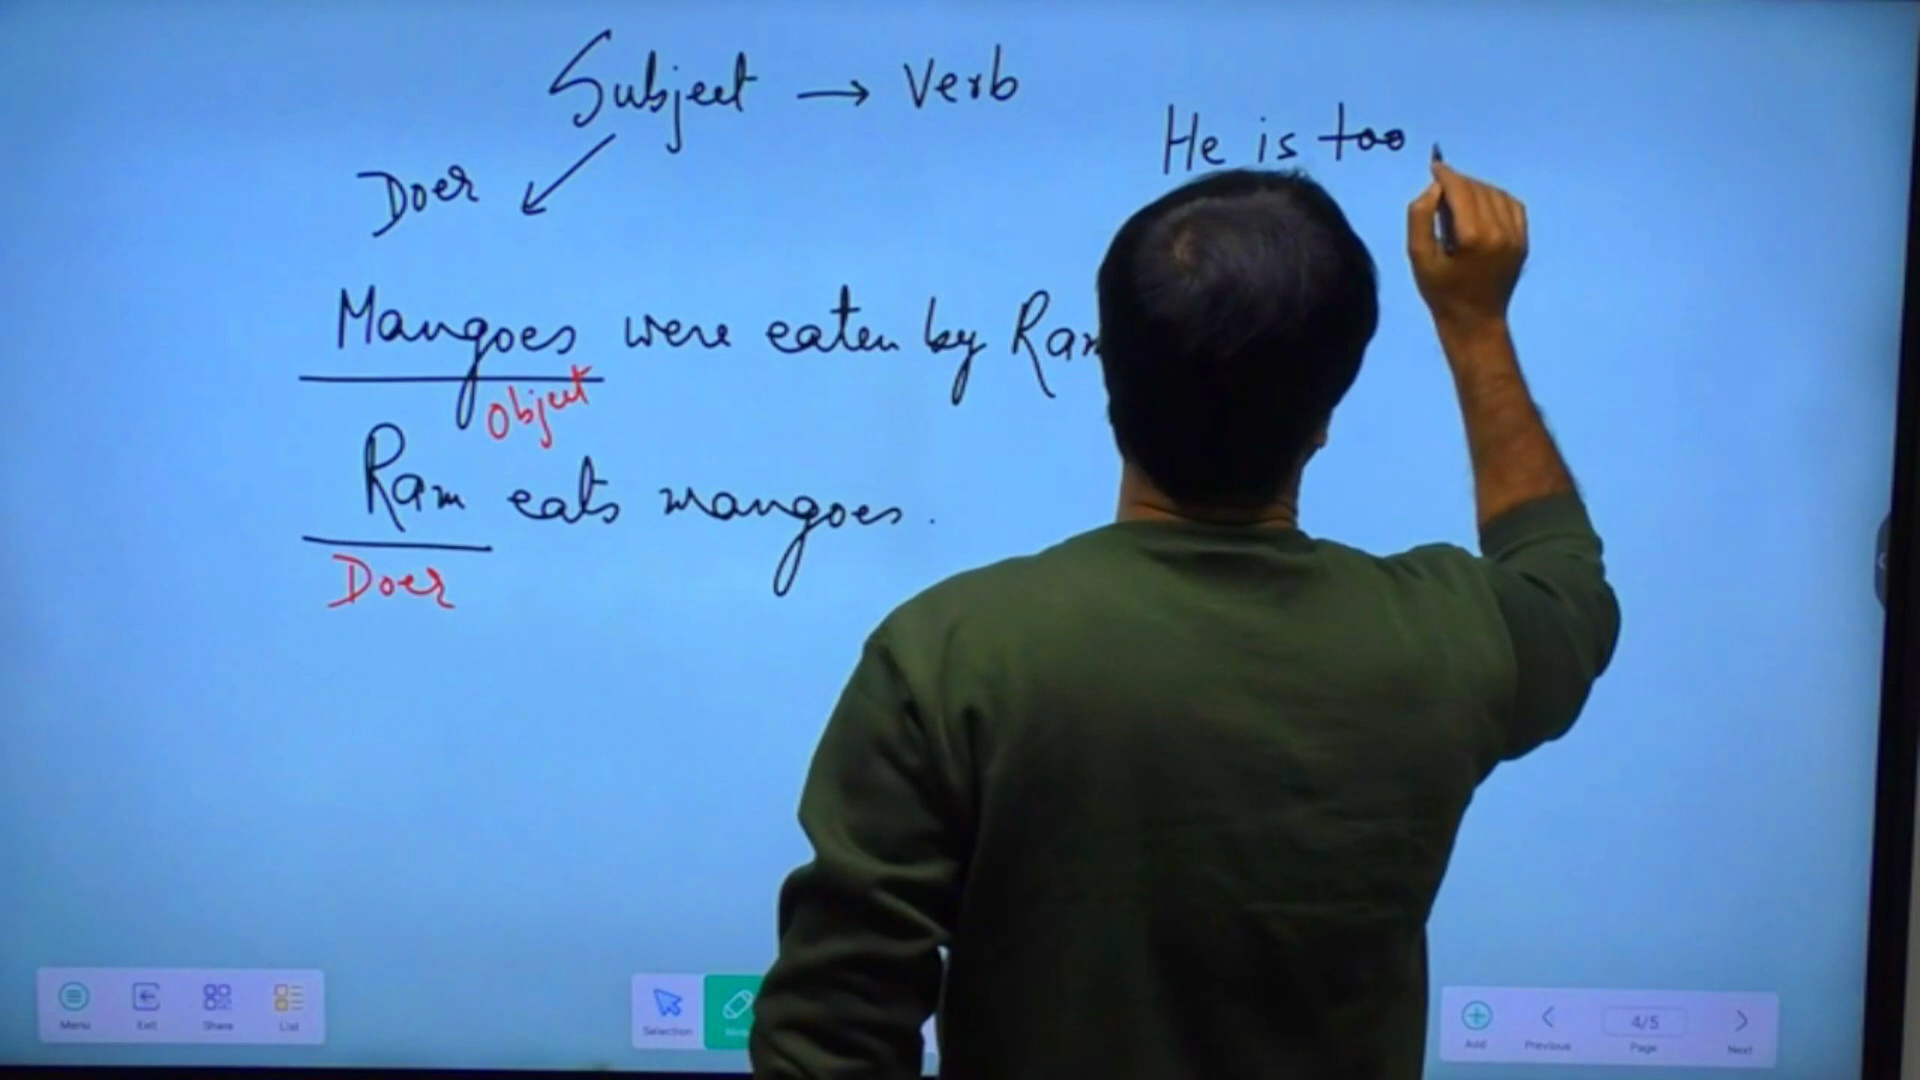 Subject → Verb
He is too
Doer
Mangoes were eaten by Ram
Object
Ram eats mangoes.
Doer
Menu
Exit
Share
List
Selection
Add
Previous
4/5
Page
Next